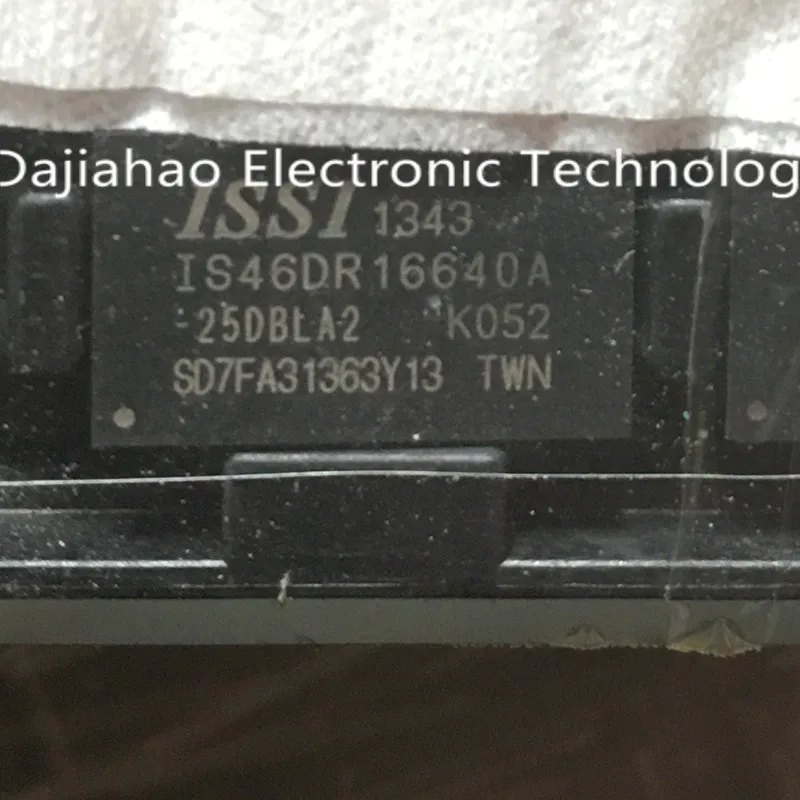 Dajiahao Electronic Technolog
ISSI 1343
IS46DR16640A
-25DBLA2 K052
SD7FA31363Y13 TWN